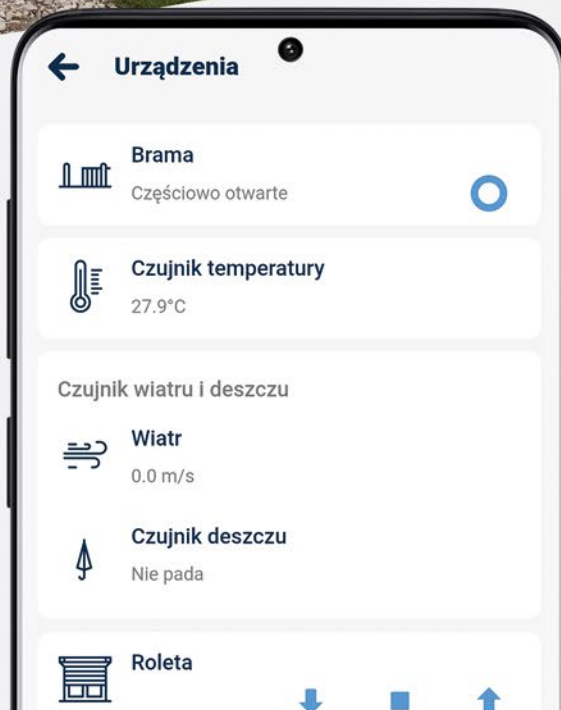 Urządzenia
Brama
Częściowo otwarte
Czujnik temperatury
27.9°C
Czujnik wiatru i deszczu
Wiatr
0.0 m/s
Czujnik deszczu
Nie pada
Roleta